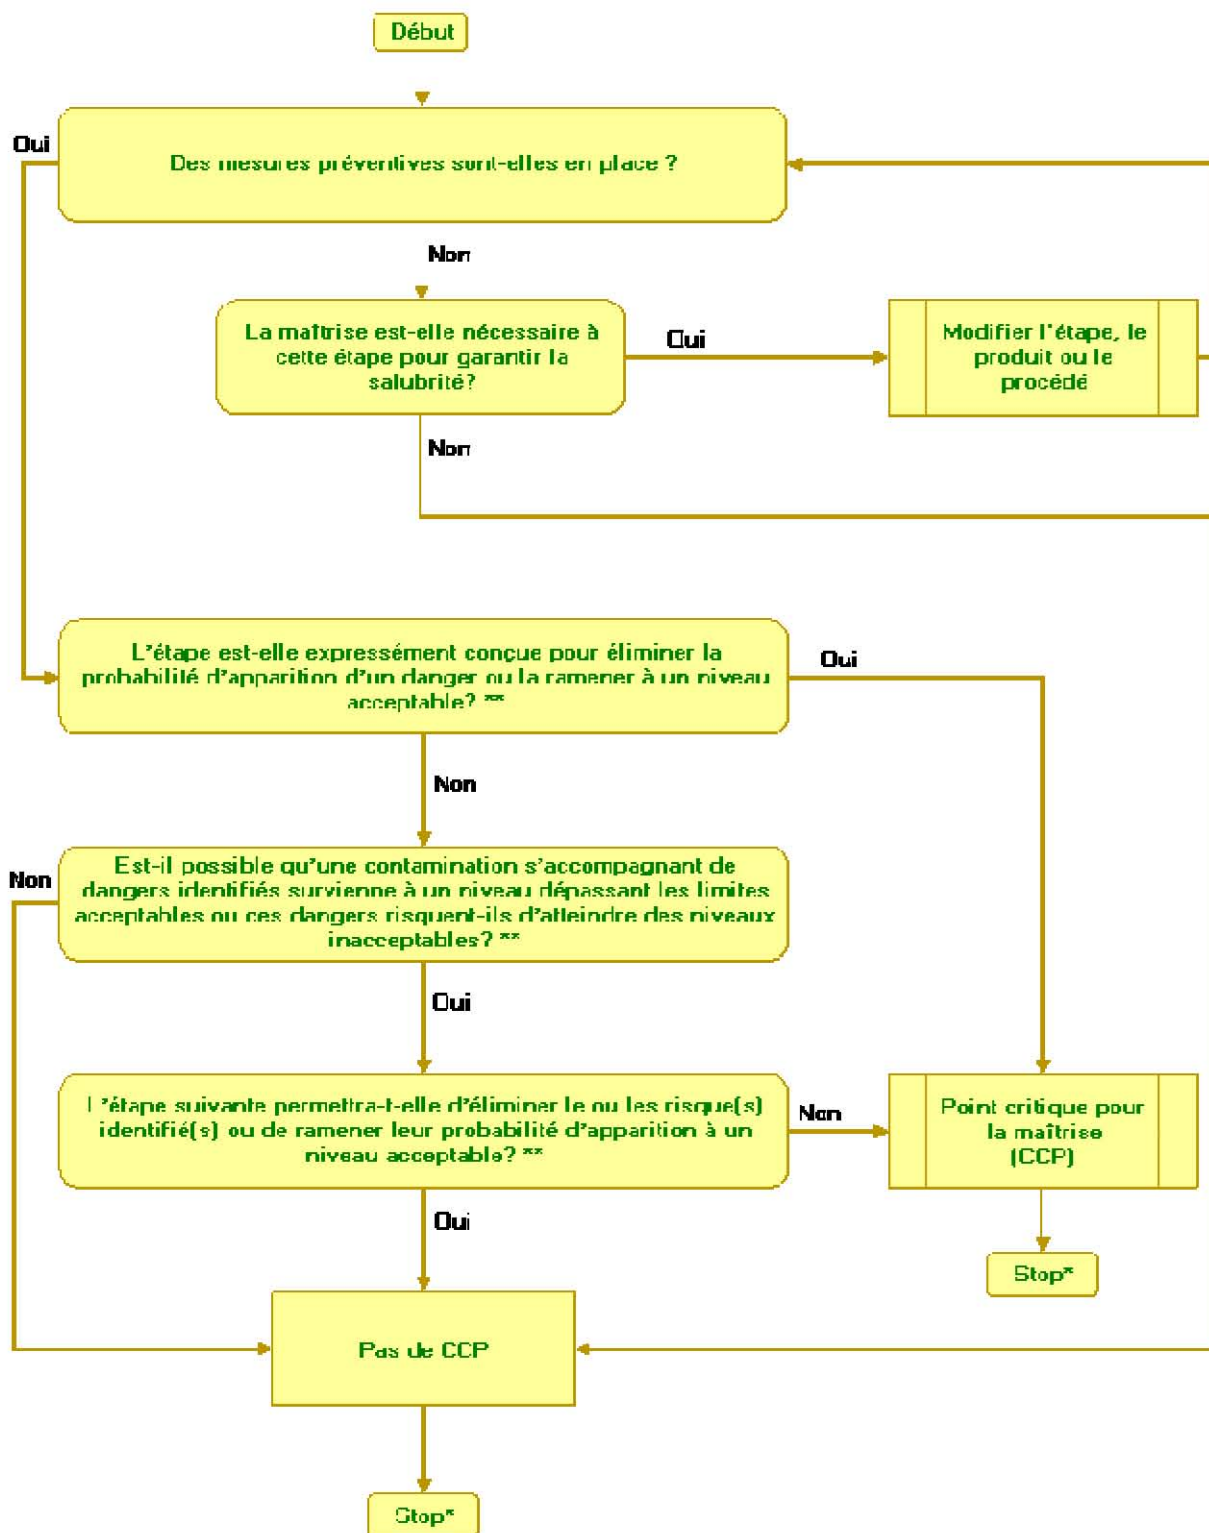 Début
Oui
Des mesures préventives sont-elles en place ?
Non
La maîtrise est-elle nécessaire à
cette étape pour garantir la
salubrité?
Oui
Modifier l'étape, le
produit ou le
procédé
Non
L'étape est-elle expressément conçue pour éliminer la
probabilité d'apparition d'un danger ou la ramener à un niveau
acceptable? **
Oui
Non
Non
Est-il possible qu'une contamination s'accompagnant de
dangers identifiés survienne à un niveau dépassant les limites
acceptables ou ces dangers risquent-ils d'atteindre des niveaux
inacceptables? **
Oui
L'étape suivante permettra-t-elle d'éliminer le ou les risque(s)
identifié(s) ou de ramener leur probabilité d'apparition à un
niveau acceptable? **
Non
Point critique pour
la maîtrise
(CCP)
Oui
Stop*
Pas de CCP
Stop*